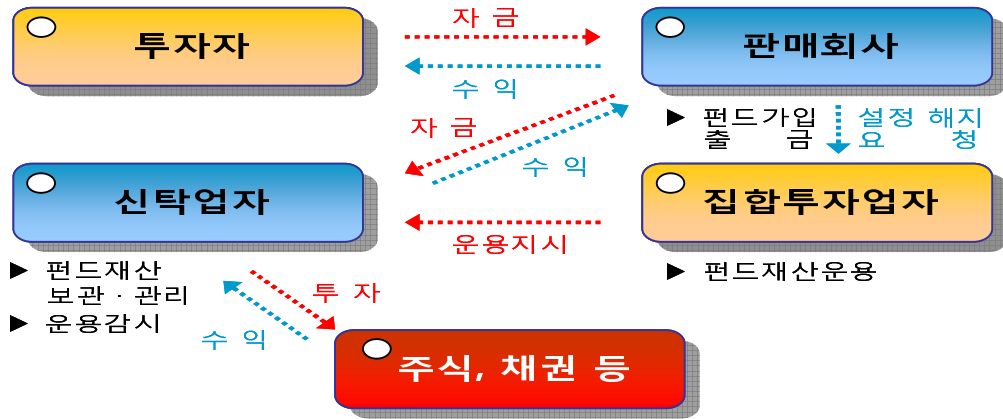 투자자
자 금
수 익
판매회사
▶ 펀드가입
출 금
설정 해지
요 청
자 금
수 익
신탁업자
운용지시
집합투자업자
▶ 펀드재산
보관 · 관리
▶ 운용감시
▶ 펀드재산운용
투 자
수 익
주식, 채권 등